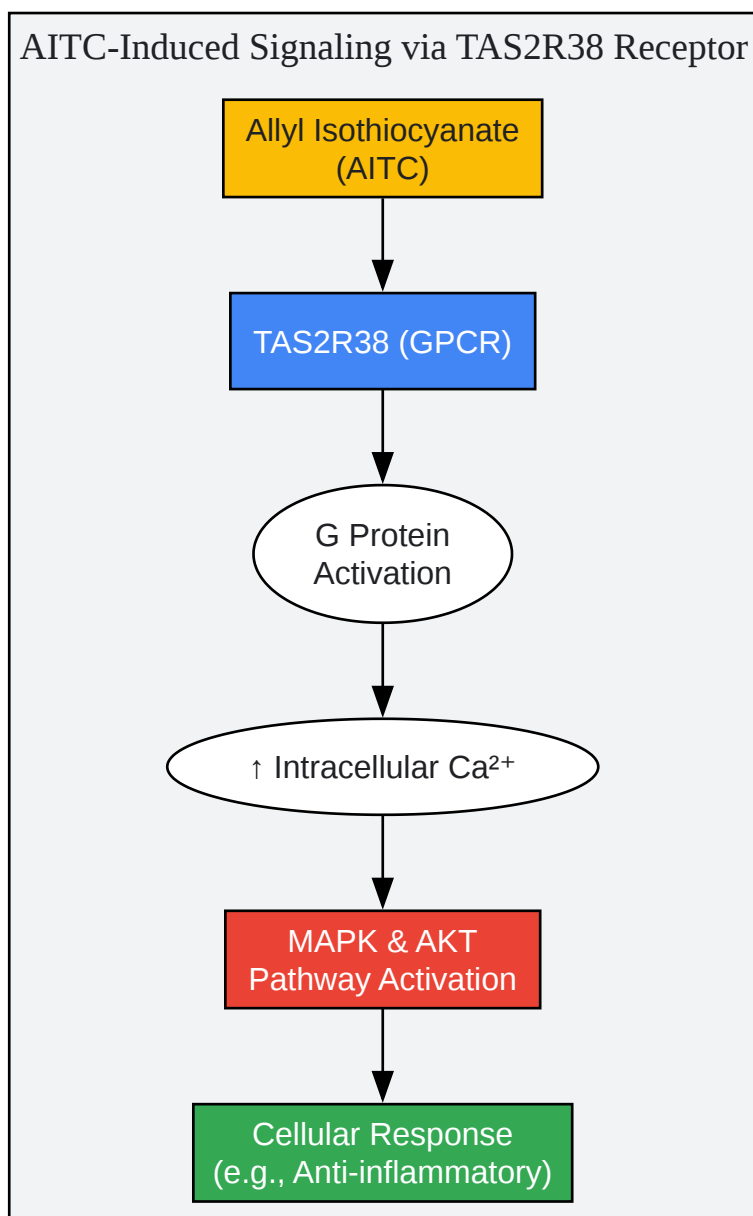 AITC-Induced Signaling via TAS2R38 Receptor
Allyl Isothiocyanate
(AITC)
TAS2R38 (GPCR)
G Protein
Activation
↑ Intracellular Ca²⁺
MAPK & AKT
Pathway Activation
Cellular Response
(e.g., Anti-inflammatory)